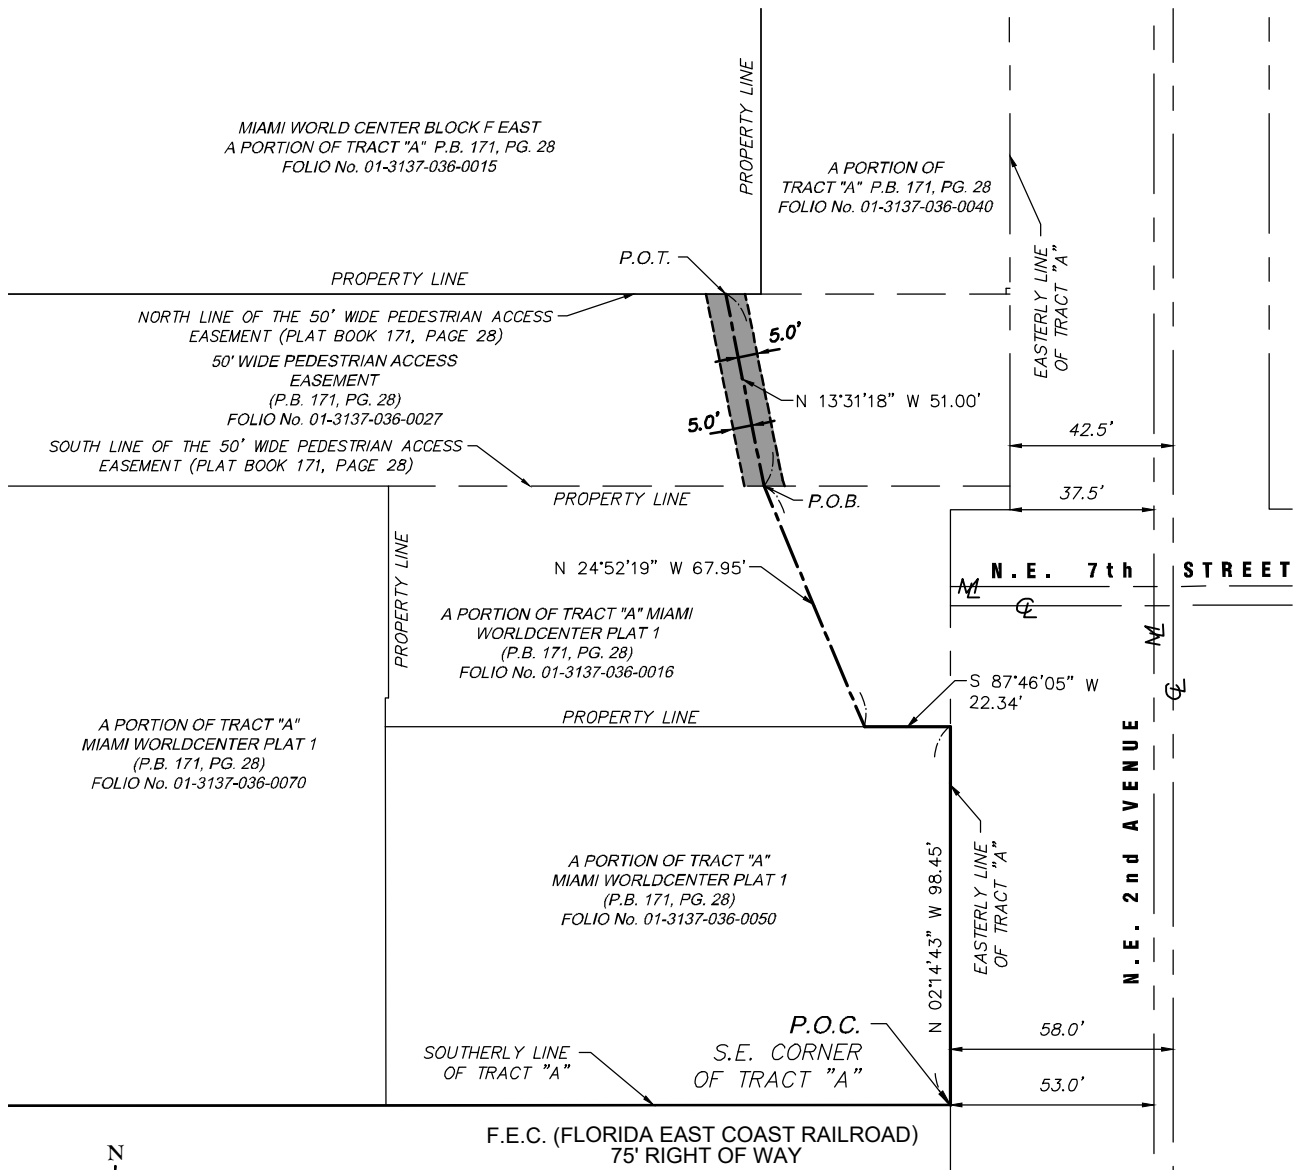 MIAMI WORLD CENTER BLOCK F EAST
A PORTION OF TRACT "A" P.B. 171, PG. 28
FOLIO No. 01-3137-036-0015
PROPERTY LINE
A PORTION OF
TRACT "A" P.B. 171, PG. 28
FOLIO No. 01-3137-036-0040
EASTERLY LINE
OF TRACT "A"
P.O.T.
PROPERTY LINE
NORTH LINE OF THE 50' WIDE PEDESTRIAN ACCESS
EASEMENT (PLAT BOOK 171, PAGE 28)
50' WIDE PEDESTRIAN ACCESS
EASEMENT
(P.B. 171, PG. 28)
FOLIO No. 01-3137-036-0027
SOUTH LINE OF THE 50' WIDE PEDESTRIAN ACCESS
EASEMENT (PLAT BOOK 171, PAGE 28)
5.0'
N 13°31'18" W 51.00'
5.0'
42.5'
37.5'
PROPERTY LINE
P.O.B.
PROPERTY LINE
N 24°52'19" W 67.95'
N.E. 7th STREET
ML
CL
ML
CL
A PORTION OF TRACT "A" MIAMI
WORLDCENTER PLAT 1
(P.B. 171, PG. 28)
FOLIO No. 01-3137-036-0016
S 87°46'05" W
22.34'
PROPERTY LINE
A PORTION OF TRACT "A"
MIAMI WORLDCENTER PLAT 1
(P.B. 171, PG. 28)
FOLIO No. 01-3137-036-0070
N.E. 2nd AVENUE
A PORTION OF TRACT "A"
MIAMI WORLDCENTER PLAT 1
(P.B. 171, PG. 28)
FOLIO No. 01-3137-036-0050
N 02°14'43" W 98.45'
EASTERLY LINE
OF TRACT "A"
P.O.C.
S.E. CORNER
OF TRACT "A"
SOUTHERLY LINE
OF TRACT "A"
58.0'
53.0'
F.E.C. (FLORIDA EAST COAST RAILROAD)
75' RIGHT OF WAY
N